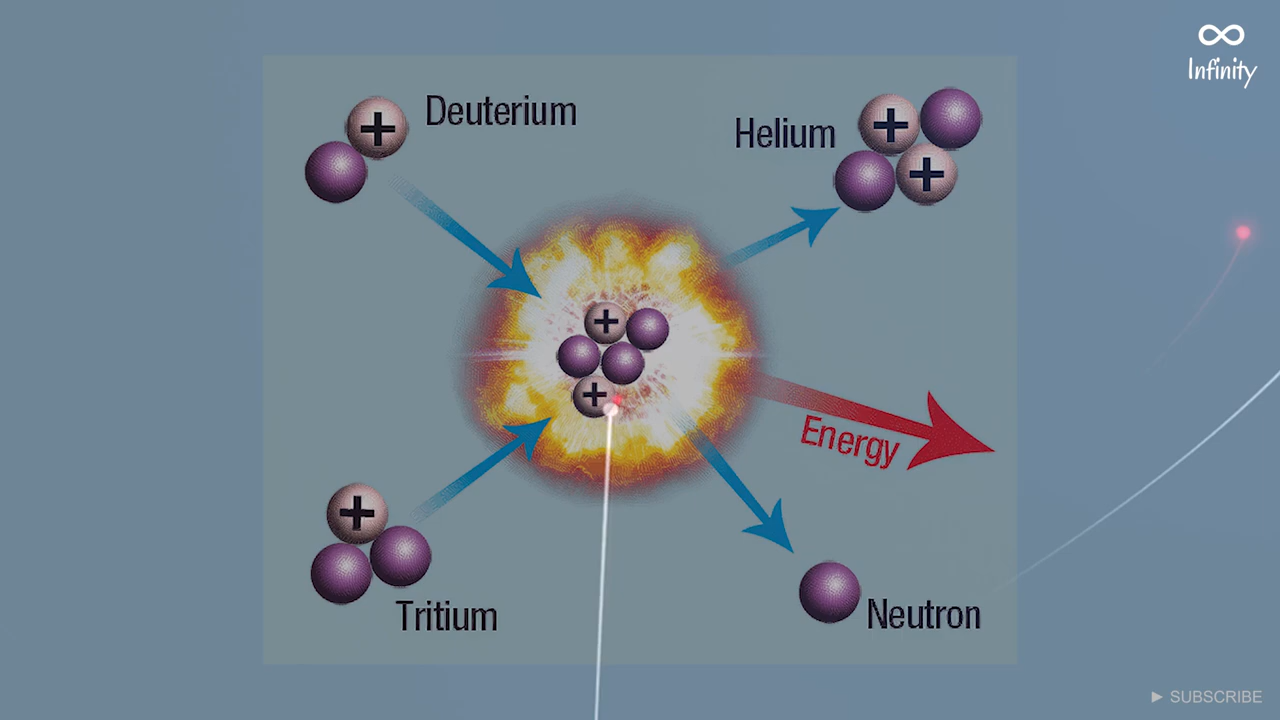 ∞
Infinity
Deuterium
Helium
+
+
+
+
+
Energy
+
Tritium
Neutron
► SUBSCRIBE